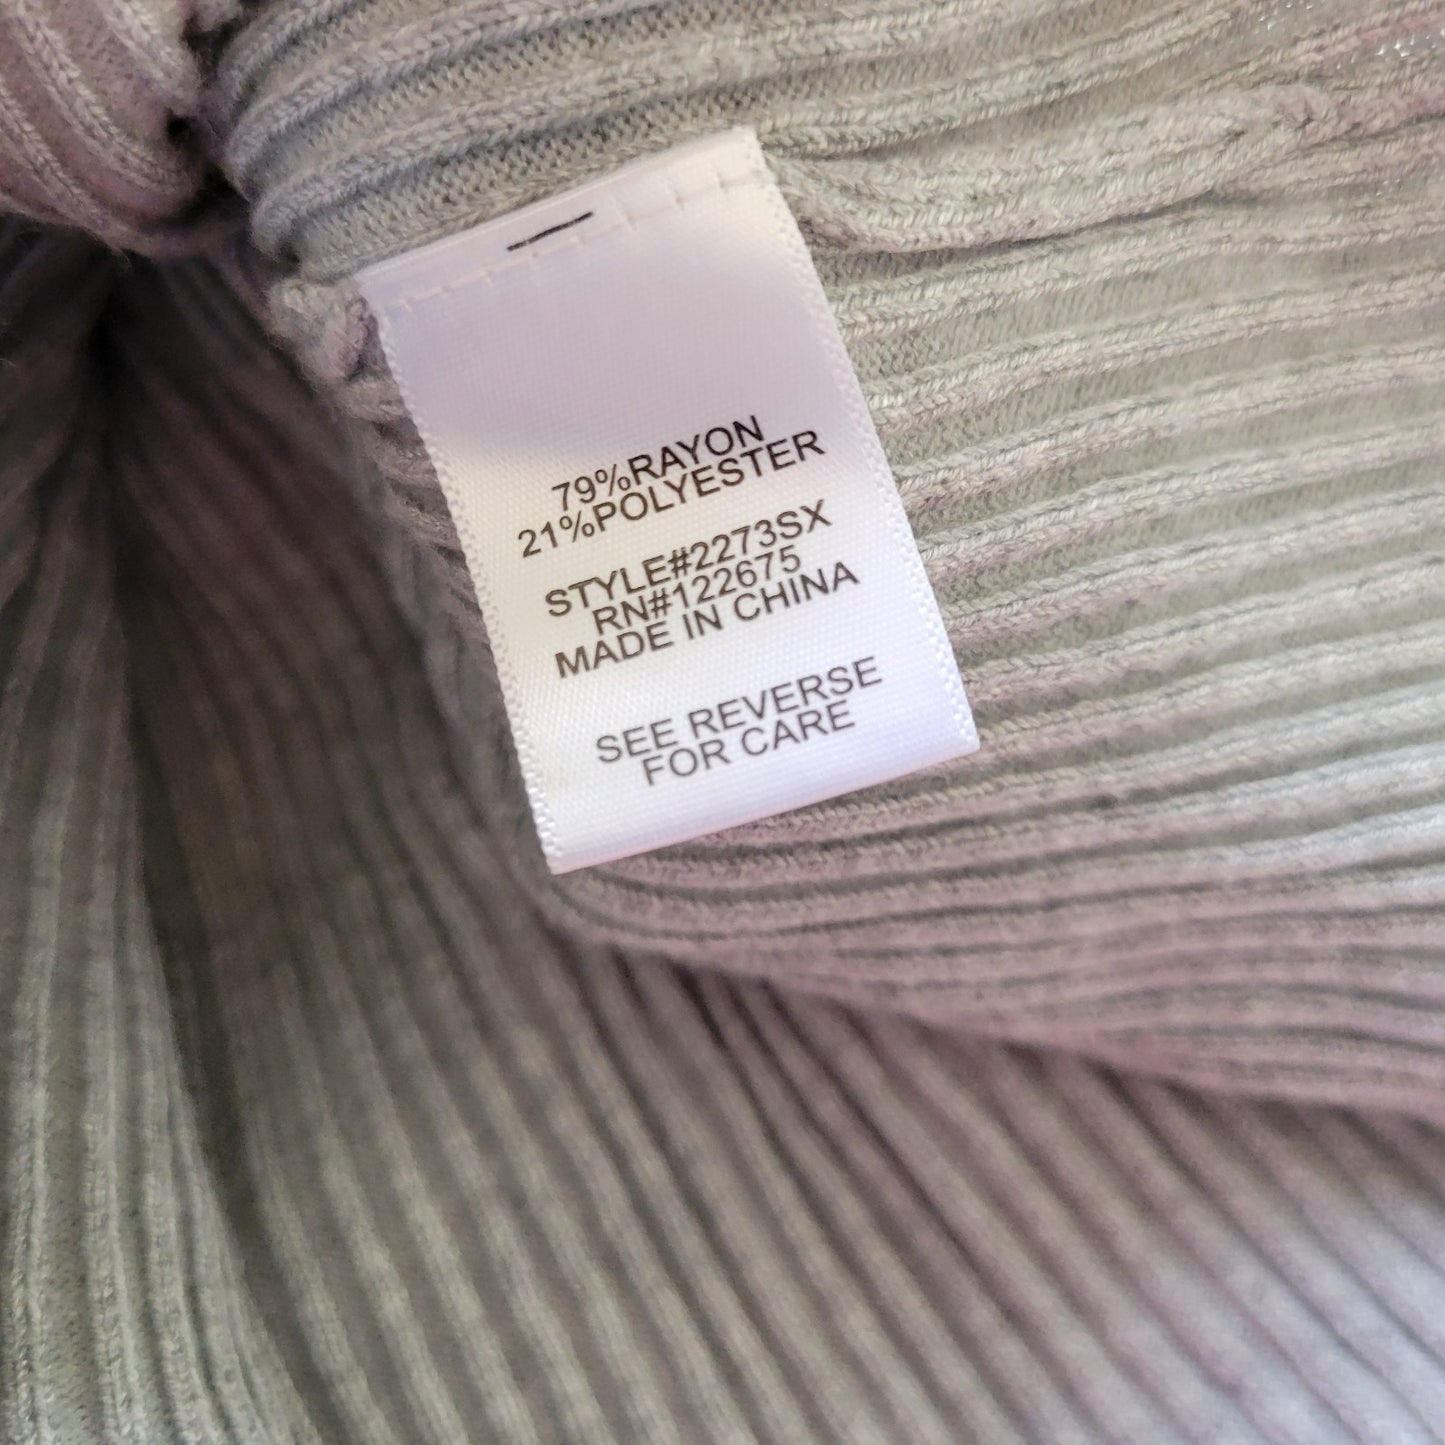 79%RAYON
21%POLYESTER
STYLE#2273SX
RN#122675
MADE IN CHINA
SEE REVERSE
FOR CARE